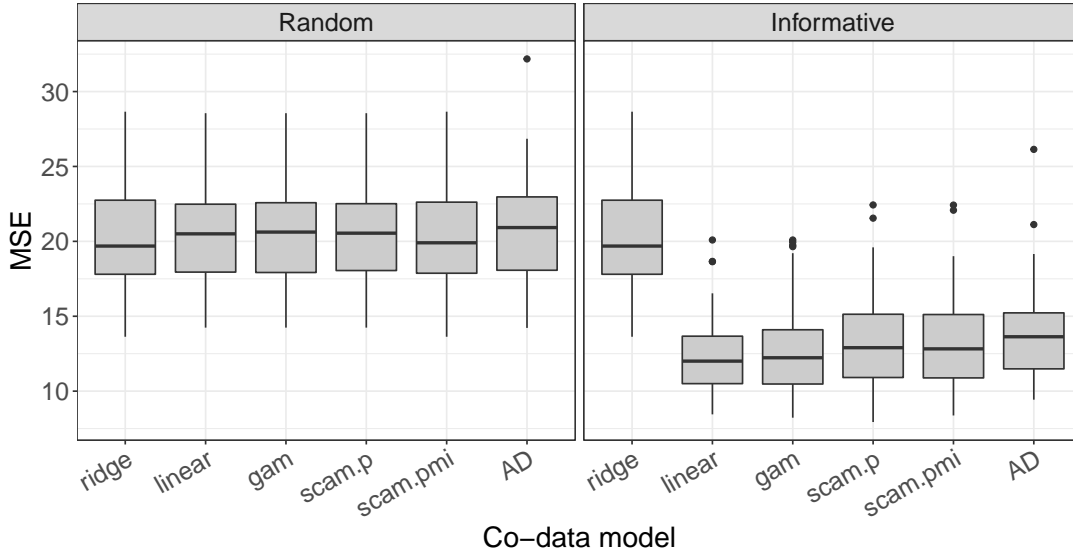 Random Informative
MSE
30
25
20
15
10
ridge linear gam scam.p scam.pmi AD ridge linear gam scam.p scam.pmi AD
Co−data model